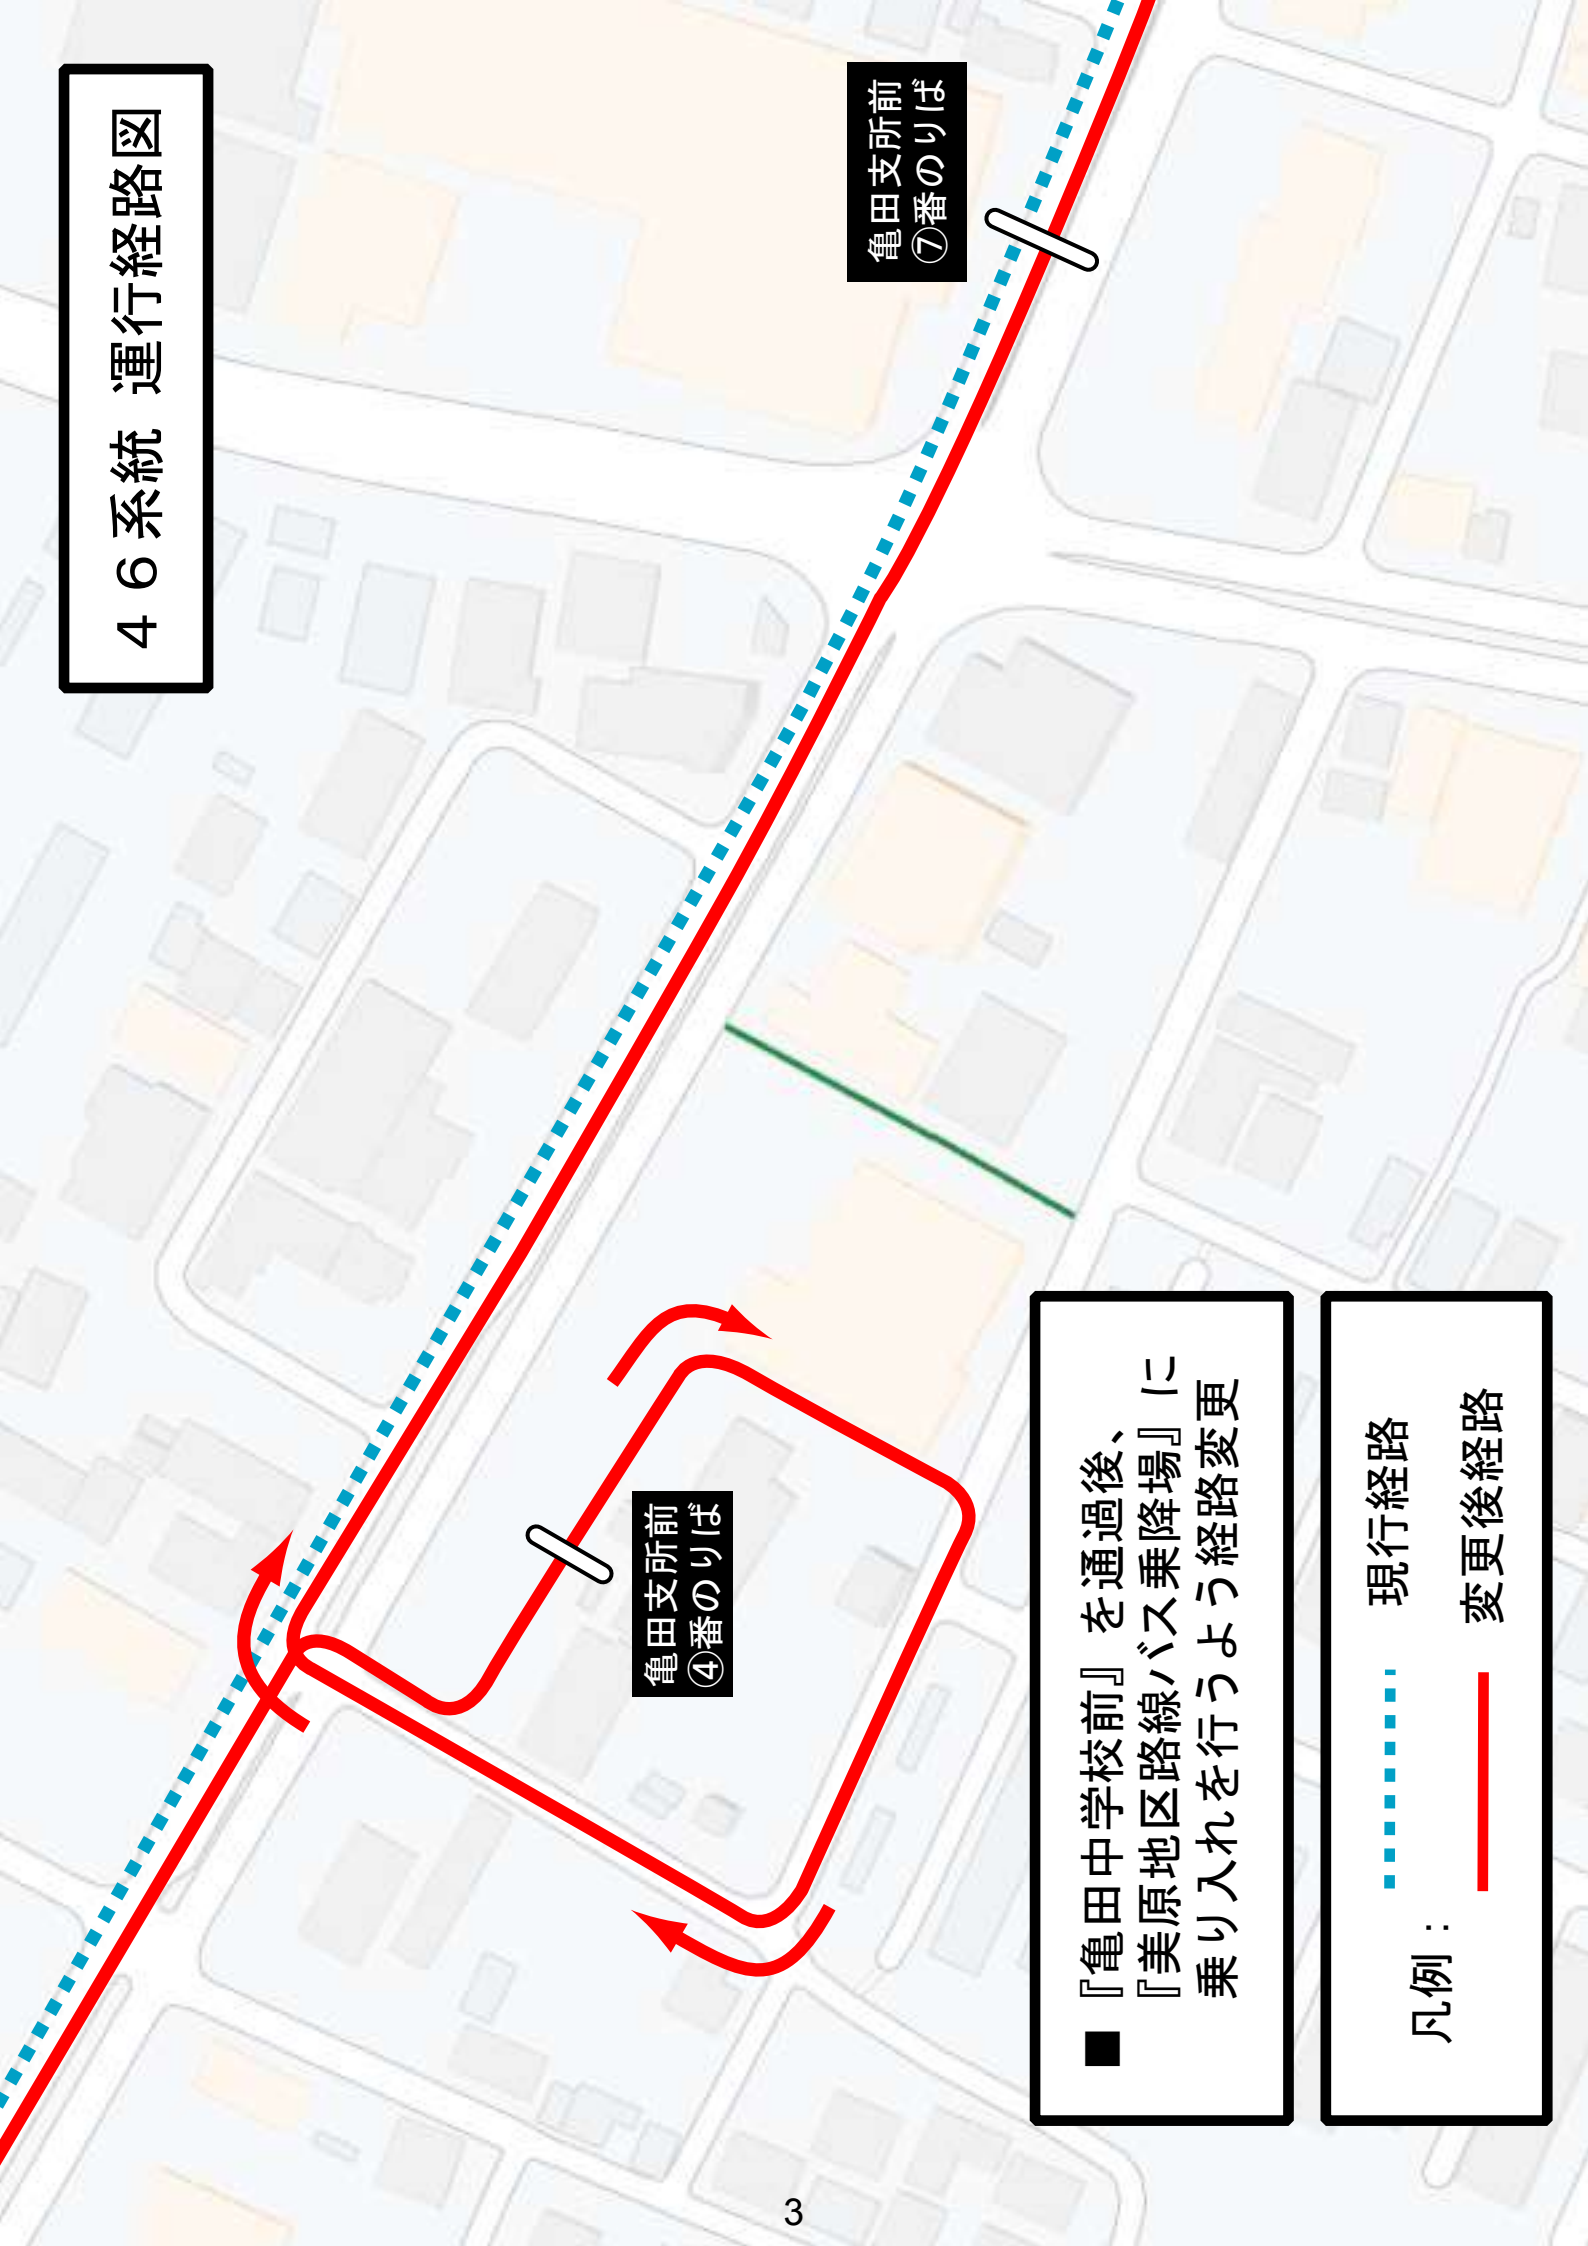 ４６系統 運行経路図
亀田支所前
⑦番のりば
亀田支所前
④番のりば
■『亀田中学校前』を通過後、
『美原地区路線バス乗降場』に
乗り入れを行うよう経路変更
凡例：
現行経路
変更後経路
3